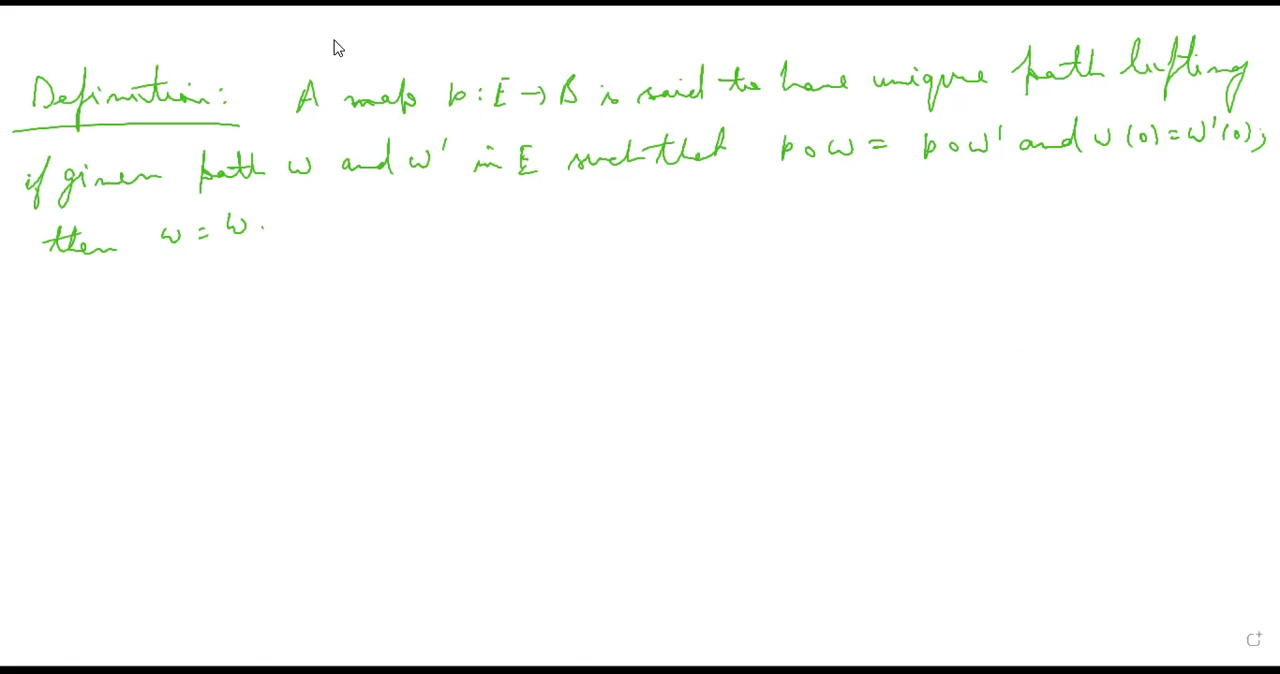 Definition: A map p : E → B is said to have unique path lifting
if given path ω and ω' in E such that p ∘ ω = p ∘ ω' and ω (0) = ω'(0);
then ω = ω.